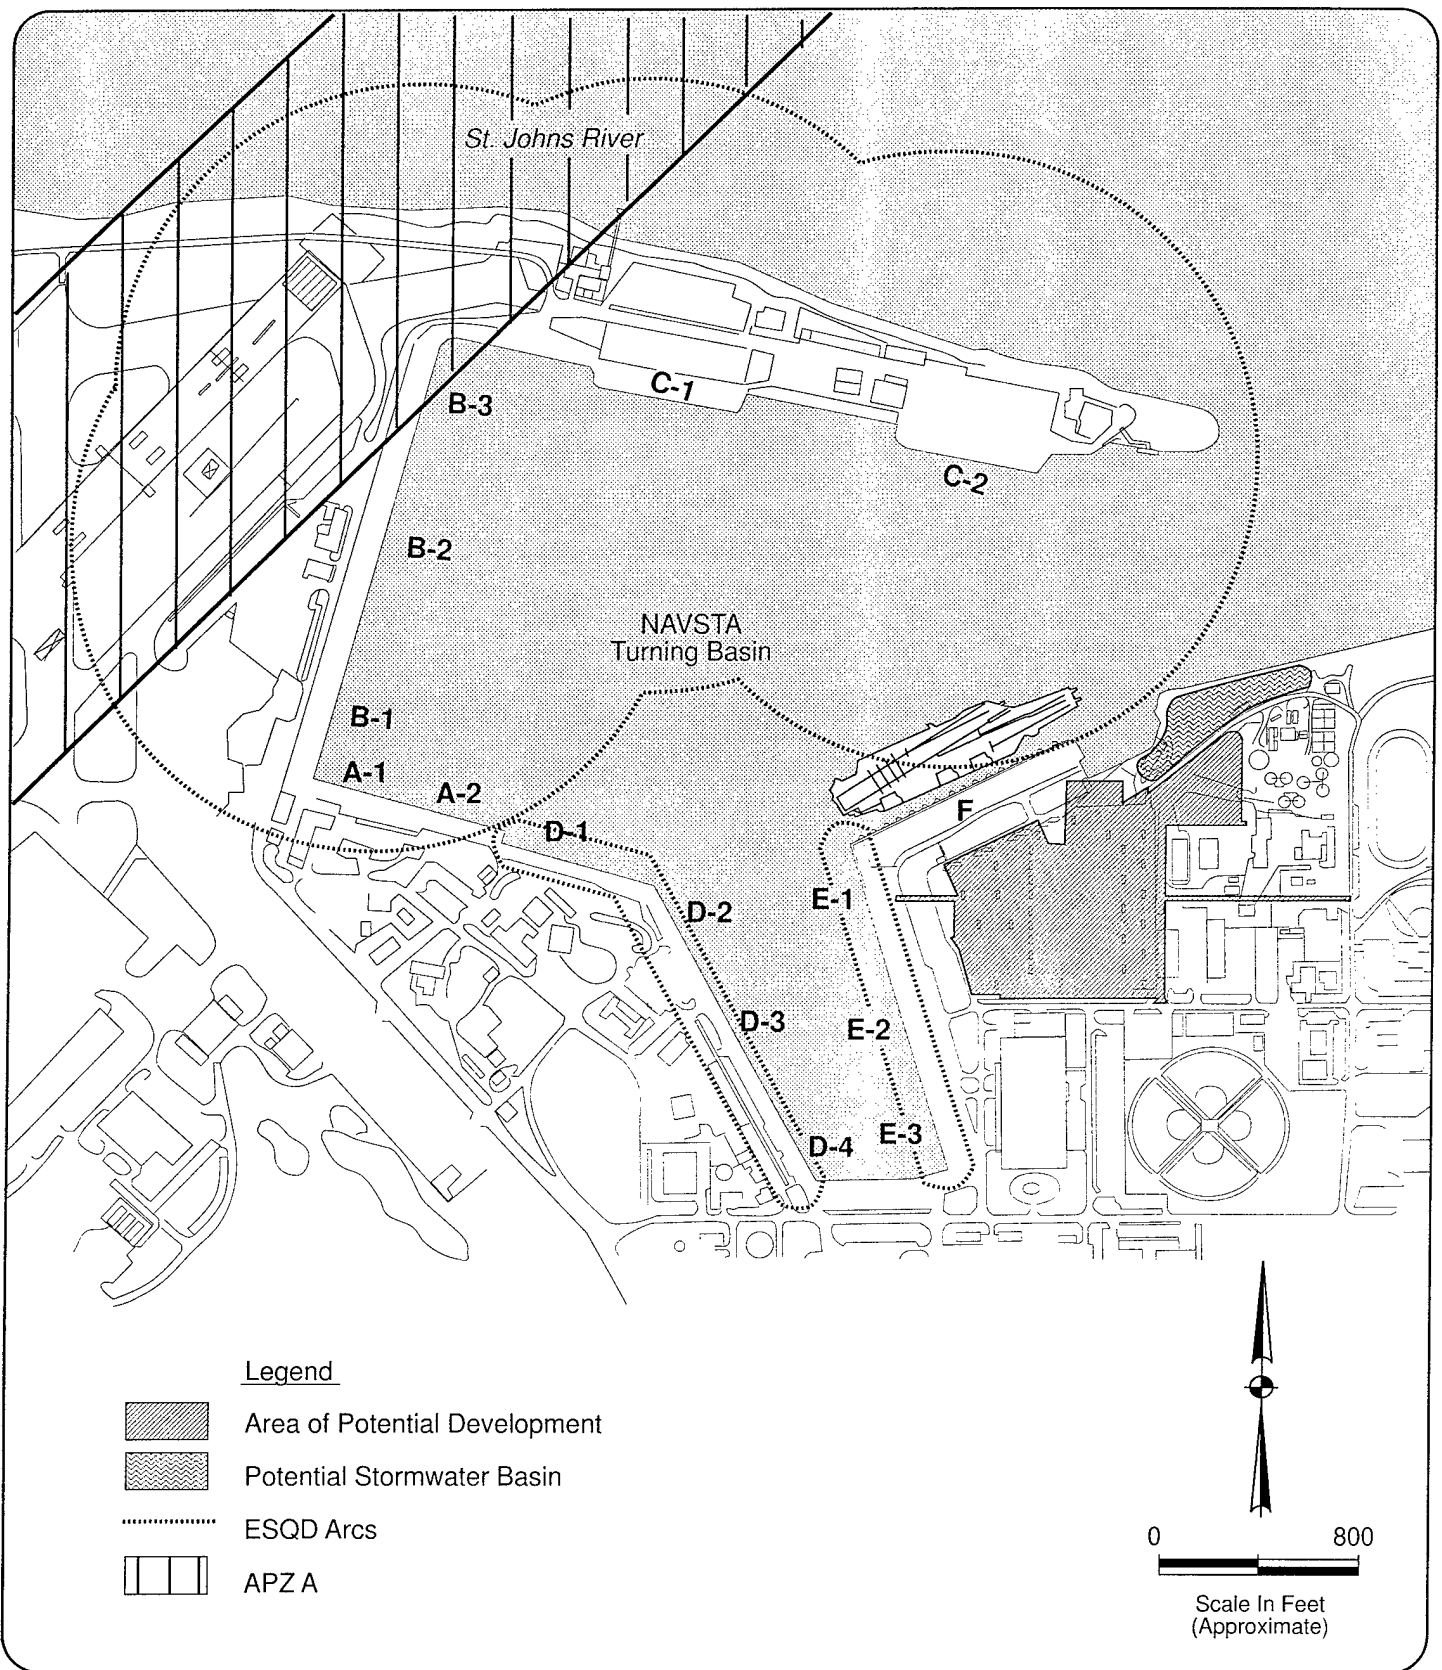 St. Johns River
C-1
B-3
C-2
B-2
NAVSTA
Turning Basin
B-1
A-1
A-2
F
D-1
E-1
D-2
D-3
E-2
E-3
D-4
Legend
Area of Potential Development
Potential Stormwater Basin
ESQD Arcs
APZ A
0 800
Scale In Feet
(Approximate)